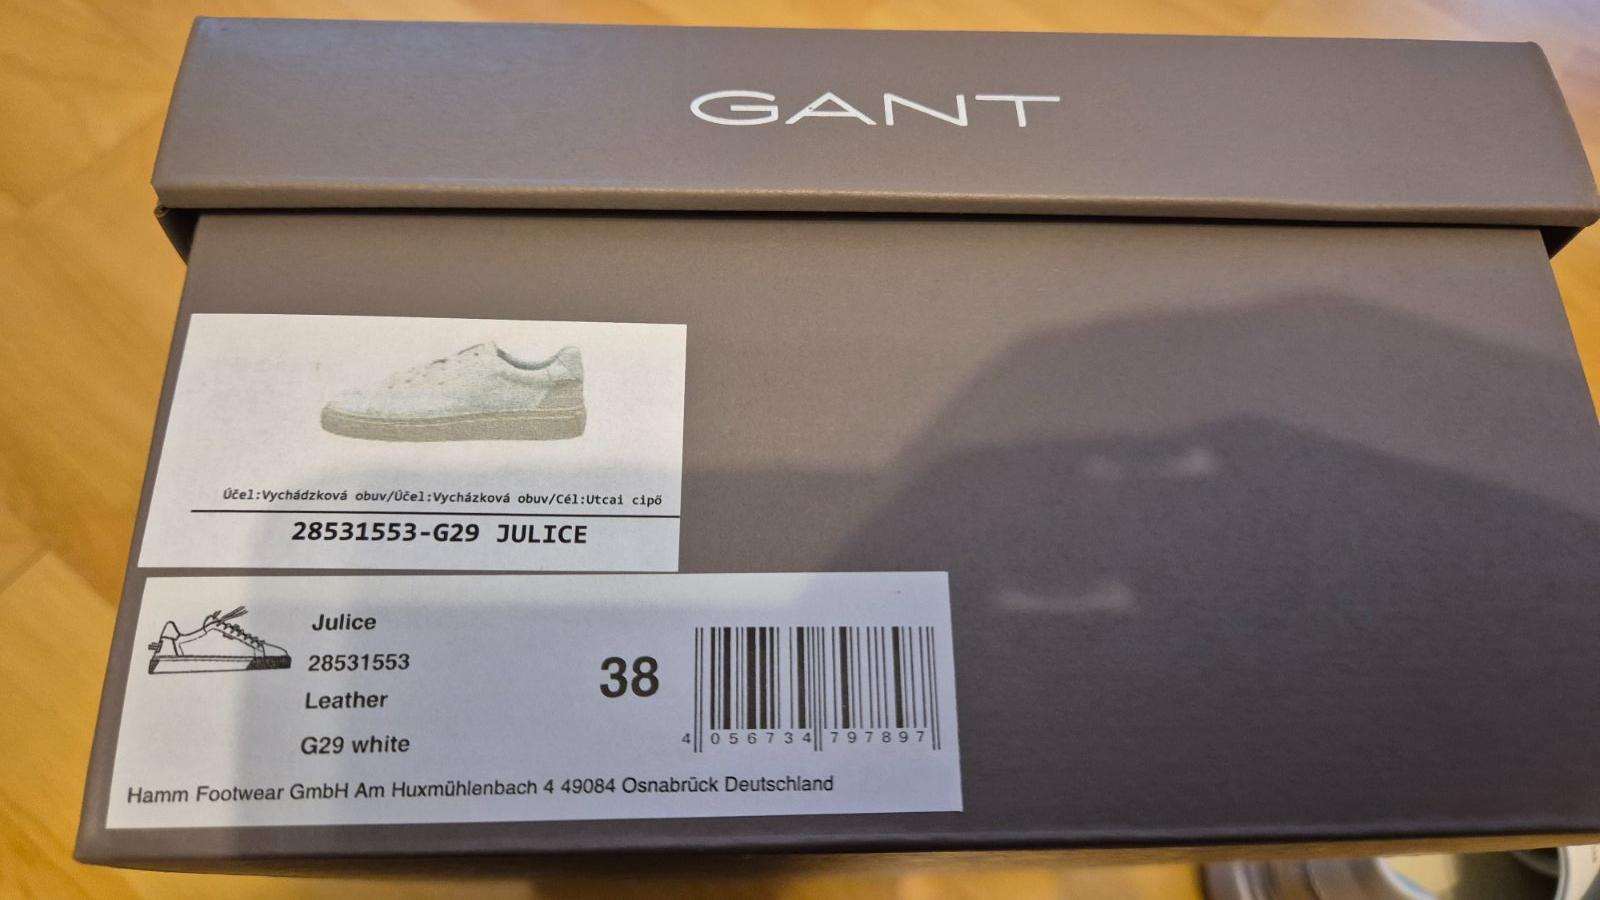 GANT
Účel:Vychádzková obuv/Účel:Vycházková obuv/Cél:Utcai cipő
28531553-G29 JULICE
Julice
28531553
Leather
G29 white
38
4 056734 797897
Hamm Footwear GmbH Am Huxmühlenbach 4 49084 Osnabrück Deutschland